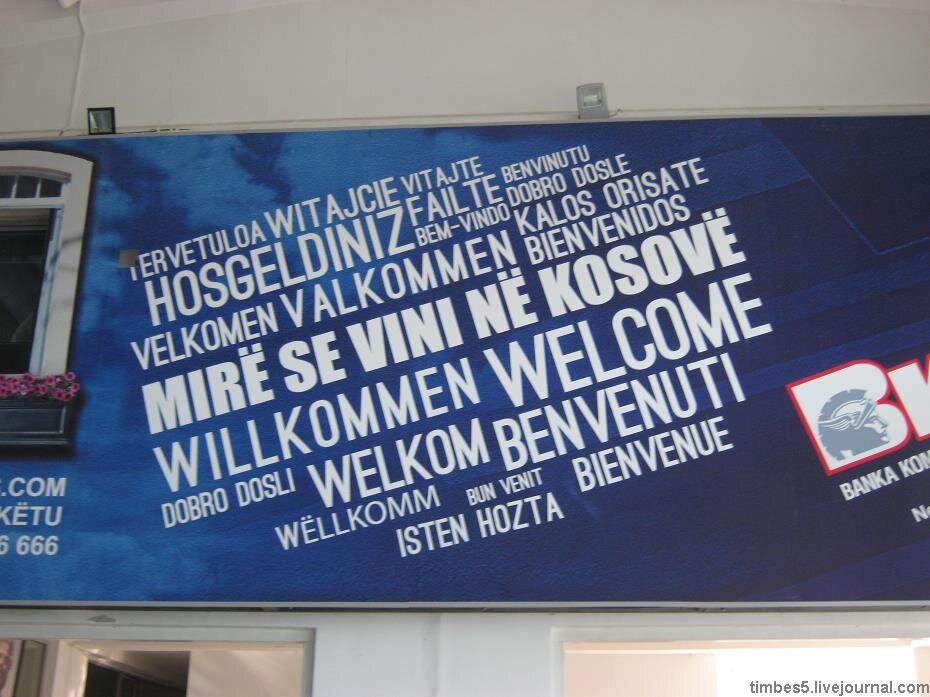 TERVETULOA WITAJCIE VITAJTE BENVINUTU
HOSGELDINIZ FAILTE BEM-VINDO DOBRO DOSLE
VELKOMEN VALKOMMEN KALOS ORISATE
BIENVENIDOS
MIRË SE VINI NË KOSOVË
WILLKOMMEN WELCOME
DOBRO DOSLI WELKOM BENVENUTI
WËLLKOMM BUN VENIT BIENVENUE
ISTEN HOZTA
.COM
KËTU
6 666
BANKA
timbes5.livejournal.com